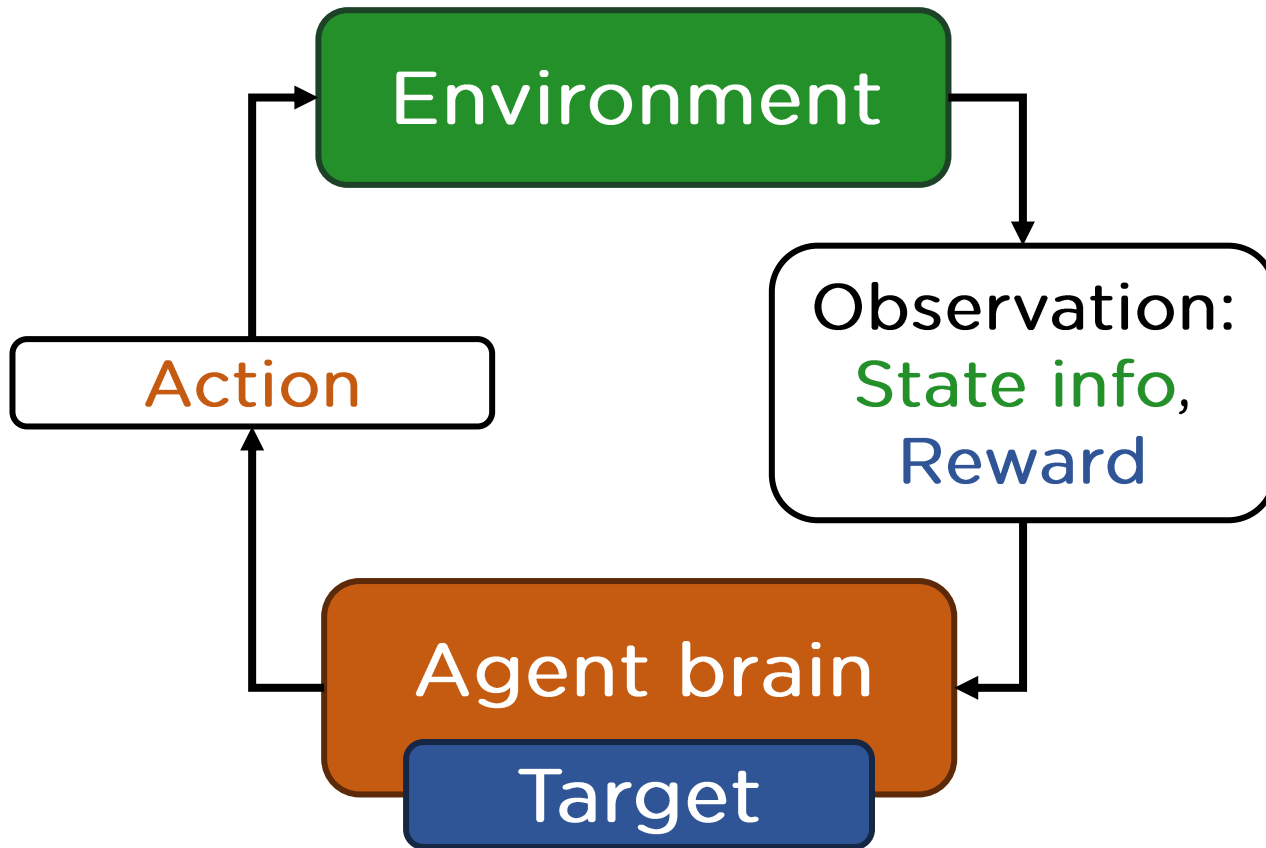 Environment
Observation:
State info,
Reward
Action
Agent brain
Target